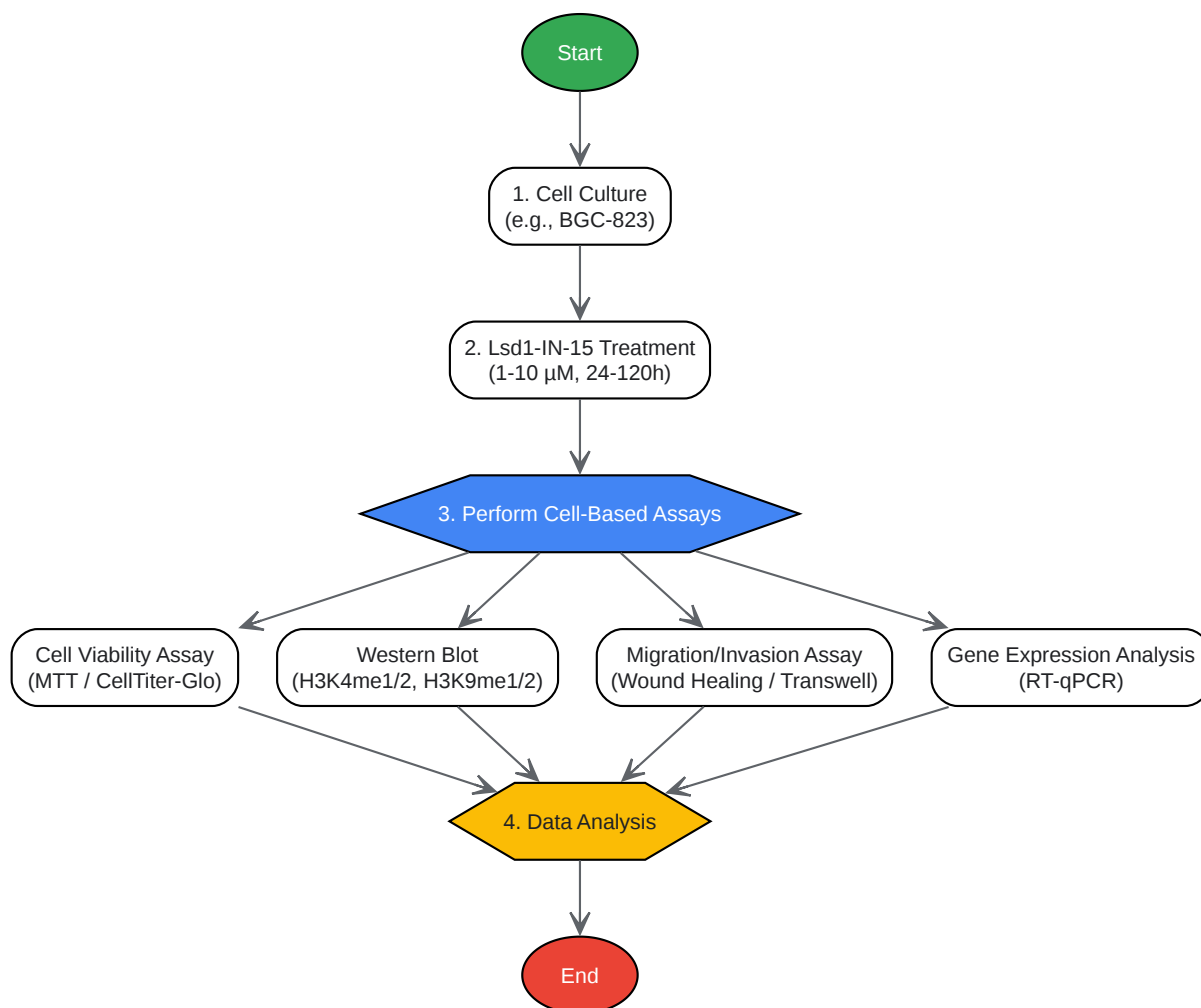 Start
1. Cell Culture
(e.g., BGC-823)
2. Lsd1-IN-15 Treatment
(1-10 µM, 24-120h)
3. Perform Cell-Based Assays
Cell Viability Assay
(MTT / CellTiter-Glo)
Western Blot
(H3K4me1/2, H3K9me1/2)
Migration/Invasion Assay
(Wound Healing / Transwell)
Gene Expression Analysis
(RT-qPCR)
4. Data Analysis
End